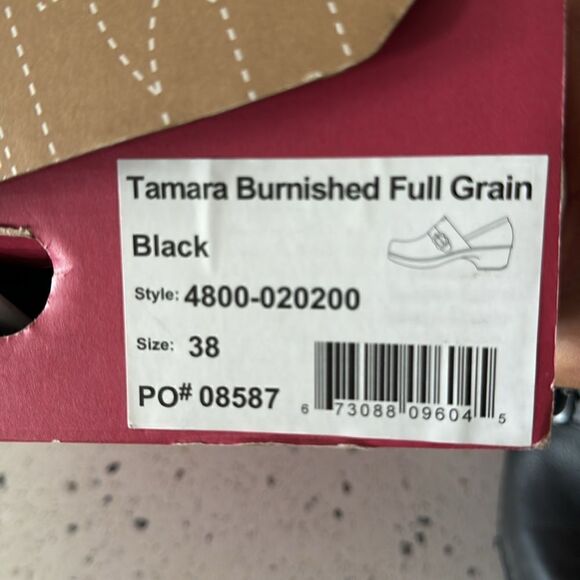 Tamara Burnished Full Grain
Black
Style: 4800-020200
Size: 38
PO# 08587
6 73088 09604 5